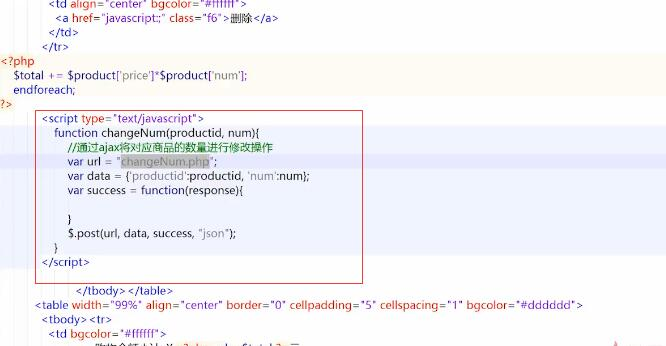 <td align="center" bgcolor="#ffffff">
<a href="javascript:;" class="f6">删除</a>
</td>
</tr>
<?php
$total += $product['price']*$product['num'];
endforeach;
?>
<script type="text/javascript">
function changeNum(productid, num){
//通过ajax将对应商品的数量进行修改操作
var url = "changeNum.php";
var data = {'productid':productid, 'num':num};
var success = function(response){
}
$.post(url, data, success, "json");
}
</script>
</tbody></table>
<table width="99%" align="center" border="0" cellpadding="5" cellspacing="1" bgcolor="#dddddd">
<tbody><tr>
<td bgcolor="#ffffff">